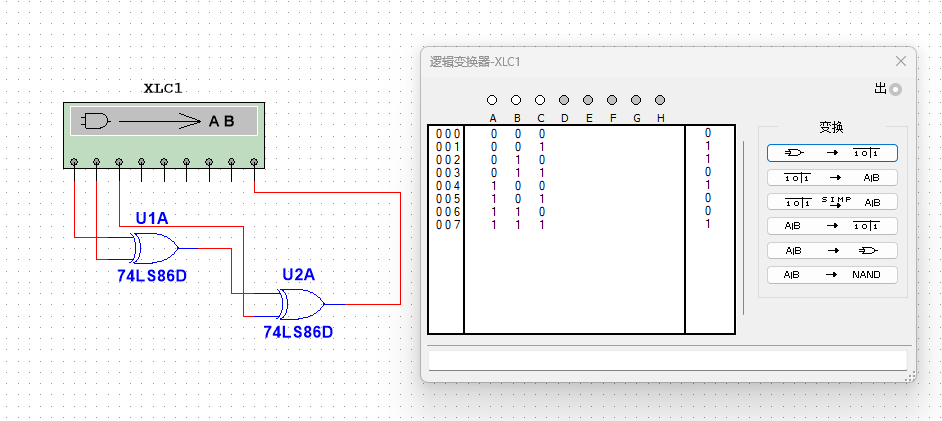 XLC1
A B
U1A
74LS86D
U2A
74LS86D
逻辑变换器-XLC1
出
A B C D E F G H
000 0 0 0 0
001 0 0 1 1
002 0 1 0 1
003 0 1 1 0
004 1 0 0 1
005 1 0 1 0
006 1 1 0 0
007 1 1 1 1
变换
→ 1 0|1
1 0|1 → A|B
1 0|1 SIMP → A|B
A|B → 1 0|1
A|B →
A|B → NAND